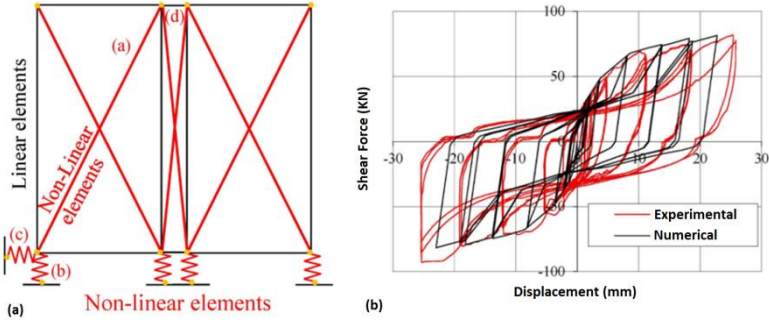 (d)
(a)
Linear elements
Non-Linear
elements
(c)
(b)
(a)
Non-linear elements
100
50
0
-50
-100
-30
-20
-10
0
10
20
30
Shear Force (KN)
Experimental
Numerical
(b)
Displacement (mm)